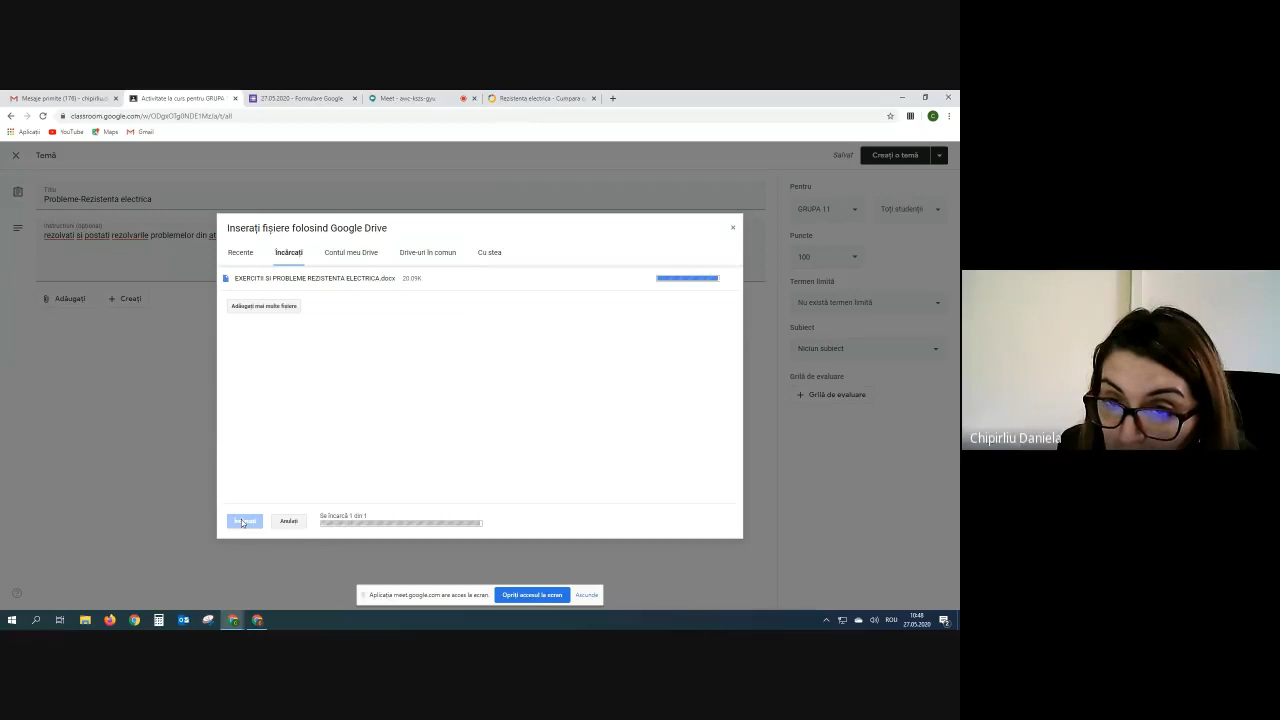 Mesaje primite (176) - chipirliu.d
Activitate la curs pentru GRUPA
27.05.2020 - Formulare Google
Meet - awc-kszs-gyu
Rezistenta electrica - Cumpara c
classroom.google.com/w/ODgxOTg0NDE1MzJa/t/all
Aplicații
YouTube
Maps
Gmail
Temă
Salvat
Creați o temă
Titlu
Probleme-Rezistenta electrica
Instrucțiuni (opțional)
rezolvati si postati rezolvarile problemelor din at
Adăugați
Creați
Inserați fișiere folosind Google Drive
Recente
Încărcați
Contul meu Drive
Drive-uri în comun
Cu stea
EXERCITII SI PROBLEME REZISTENTA ELECTRICA.docx 20.09K
Adăugați mai multe fișiere
Anulați
Se încarcă 1 din 1
Pentru
GRUPA 11
Toți studenții
Puncte
100
Termen limită
Nu există termen limită
Subiect
Niciun subiect
Grilă de evaluare
Grilă de evaluare
Aplicația meet.google.com are acces la ecran.
Opriți accesul la ecran
Ascunde
ROU
10:48
27.05.2020
Chipirliu Daniela